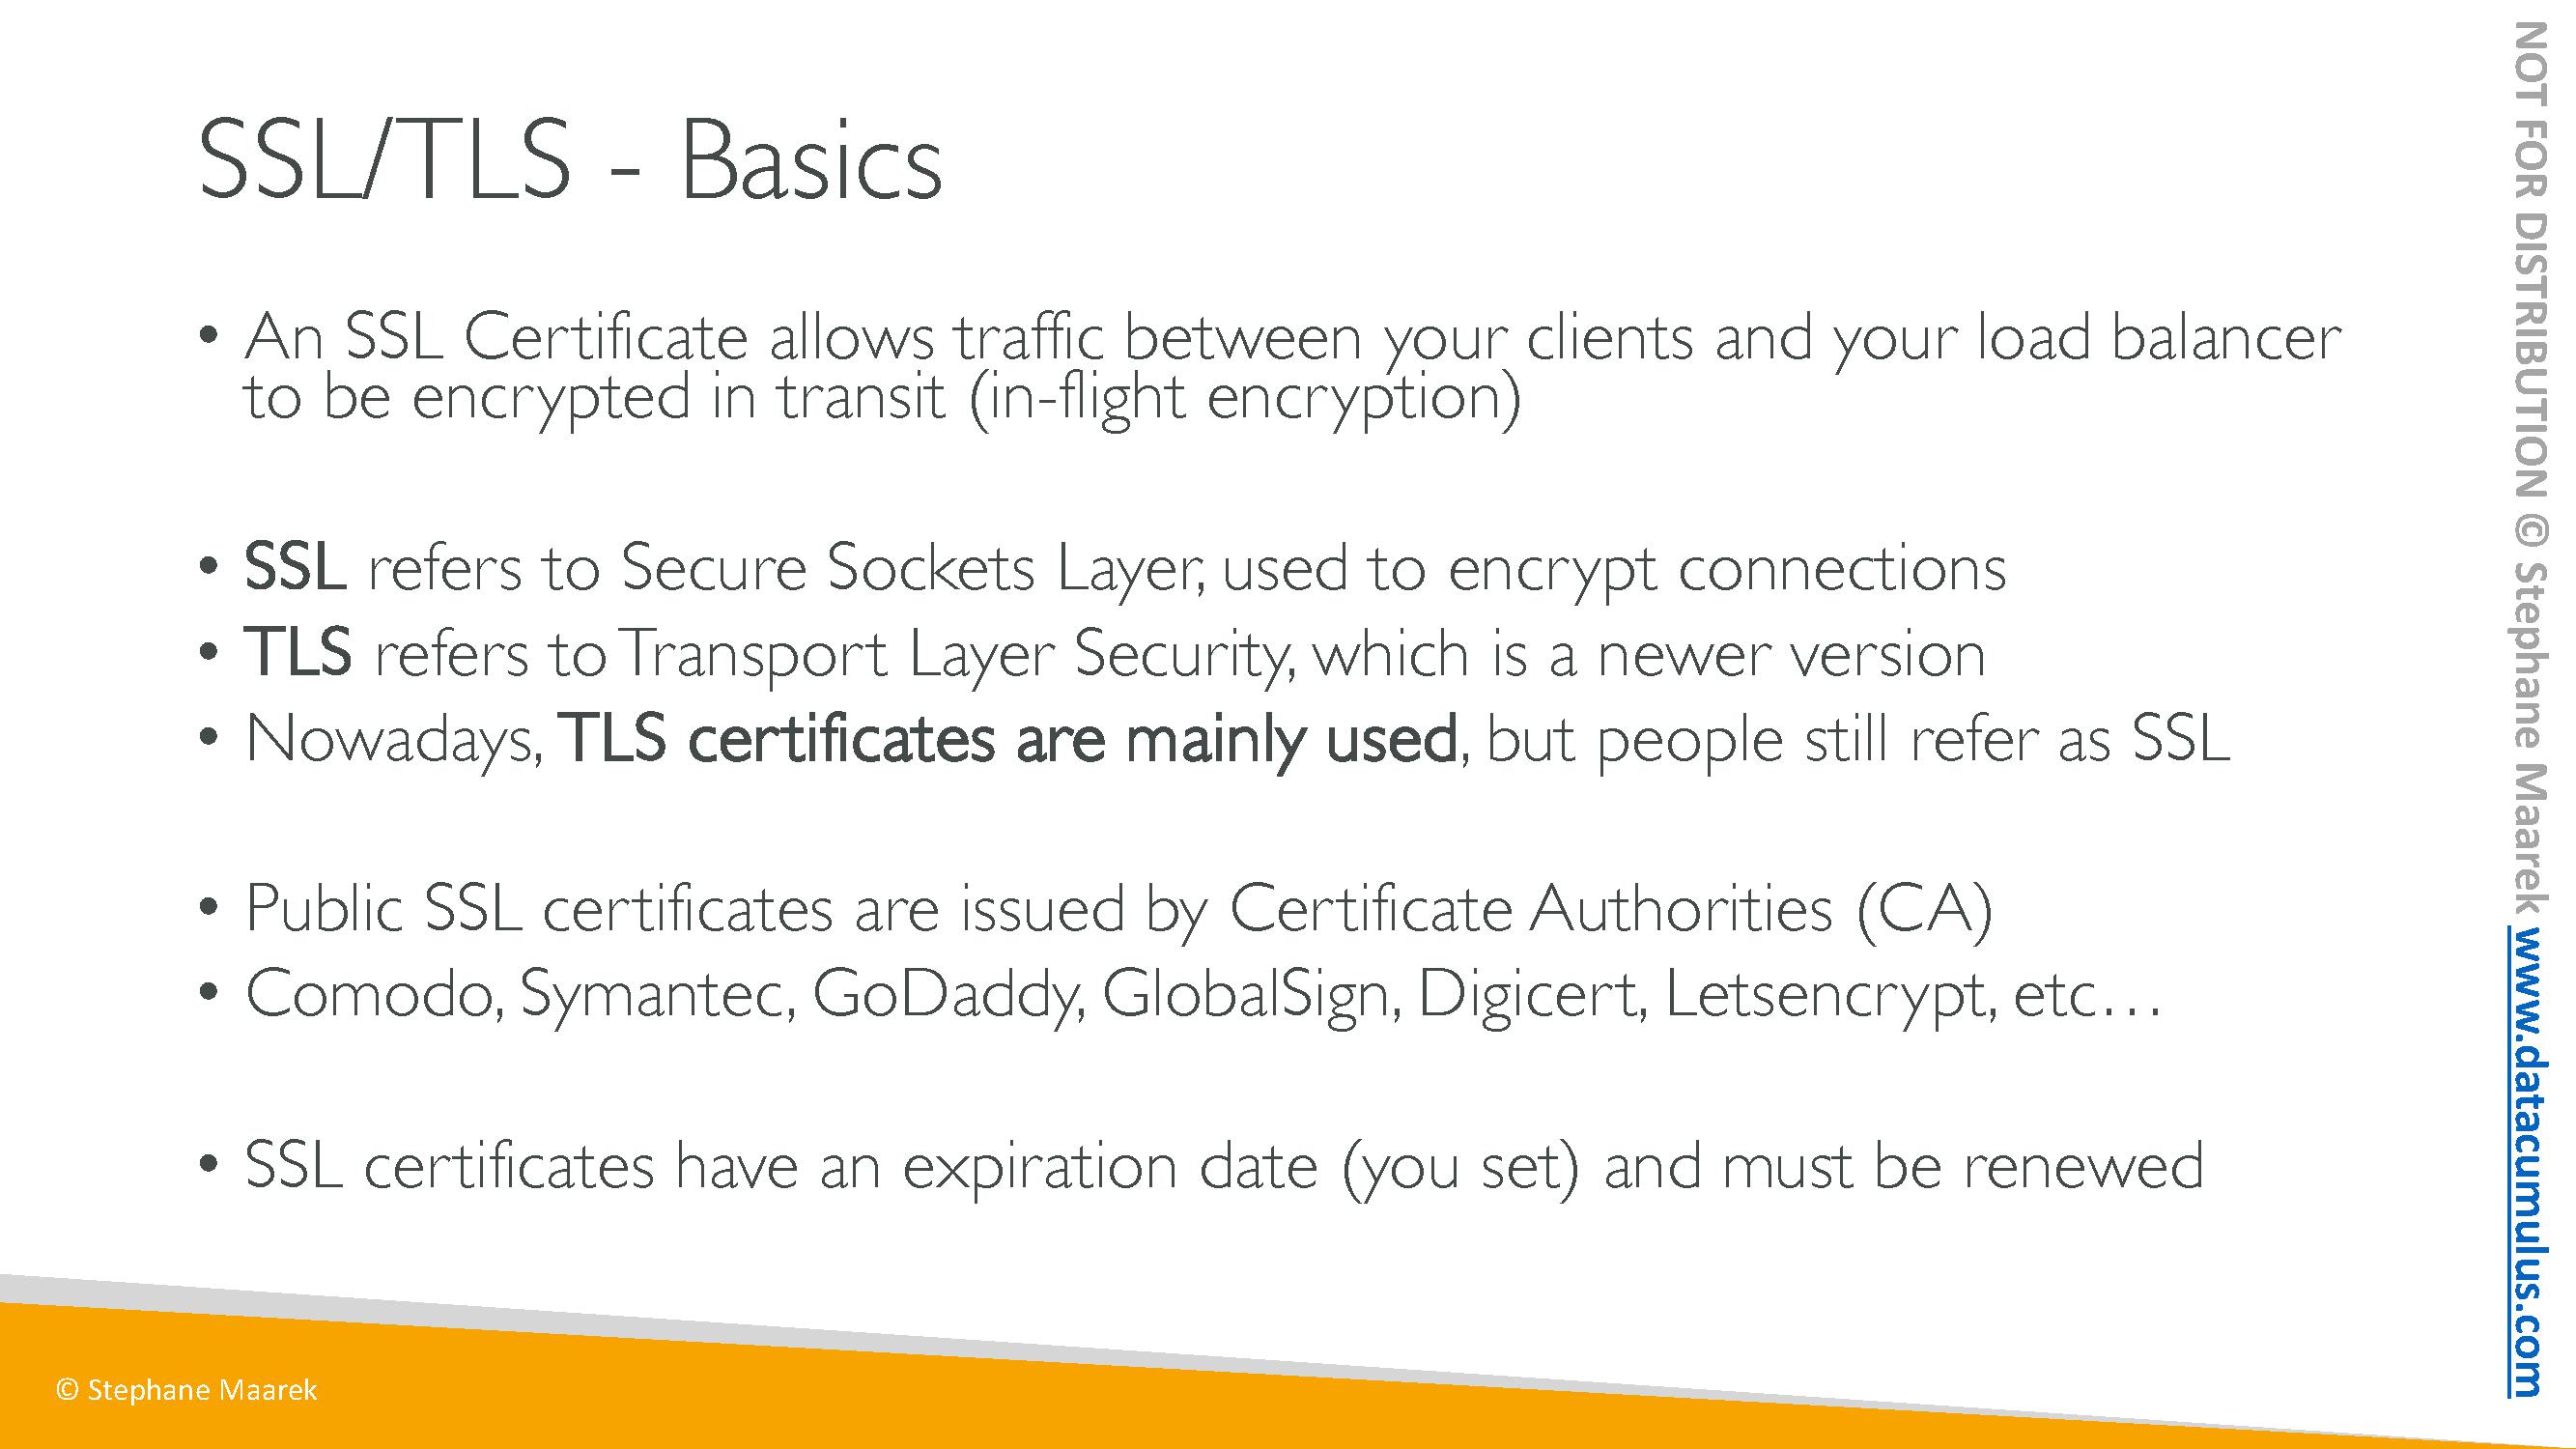 SSL/TLS - Basics
• An SSL Certificate allows traffic between your clients and your load balancer
to be encrypted in transit (in-flight encryption)
• SSL refers to Secure Sockets Layer, used to encrypt connections
• TLS refers to Transport Layer Security, which is a newer version
• Nowadays, TLS certificates are mainly used, but people still refer as SSL
• Public SSL certificates are issued by Certificate Authorities (CA)
• Comodo, Symantec, GoDaddy, GlobalSign, Digicert, Letsencrypt, etc…
• SSL certificates have an expiration date (you set) and must be renewed
© Stephane Maarek
NOT FOR DISTRIBUTION © Stephane Maarek www.datacumulus.com